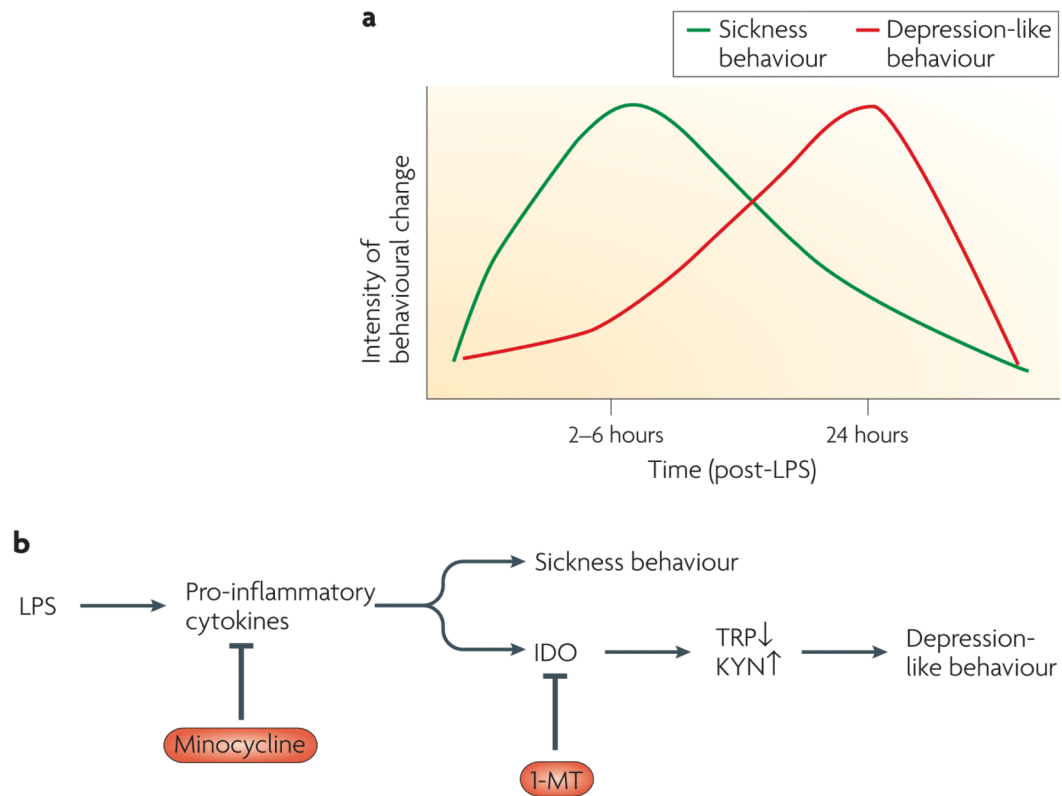 a
Sickness
behaviour
Depression-like
behaviour
Intensity of
behavioural change
2–6 hours
24 hours
Time (post-LPS)
b
LPS
Pro-inflammatory
cytokines
Sickness behaviour
IDO
TRP↓
KYN↑
Depression-
like behaviour
Minocycline
1-MT